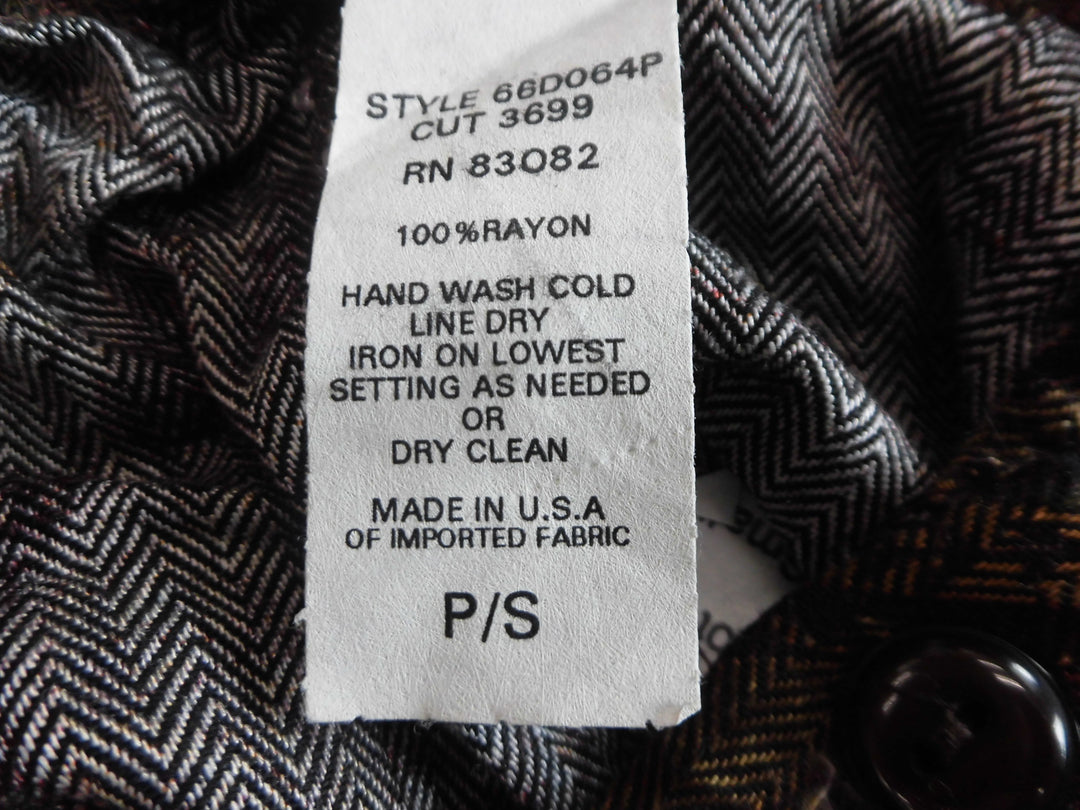 STYLE 66D064P
CUT 3699
RN 83082
100%RAYON
HAND WASH COLD
LINE DRY
IRON ON LOWEST
SETTING AS NEEDED
OR
DRY CLEAN
MADE IN U.S.A
OF IMPORTED FABRIC
P/S